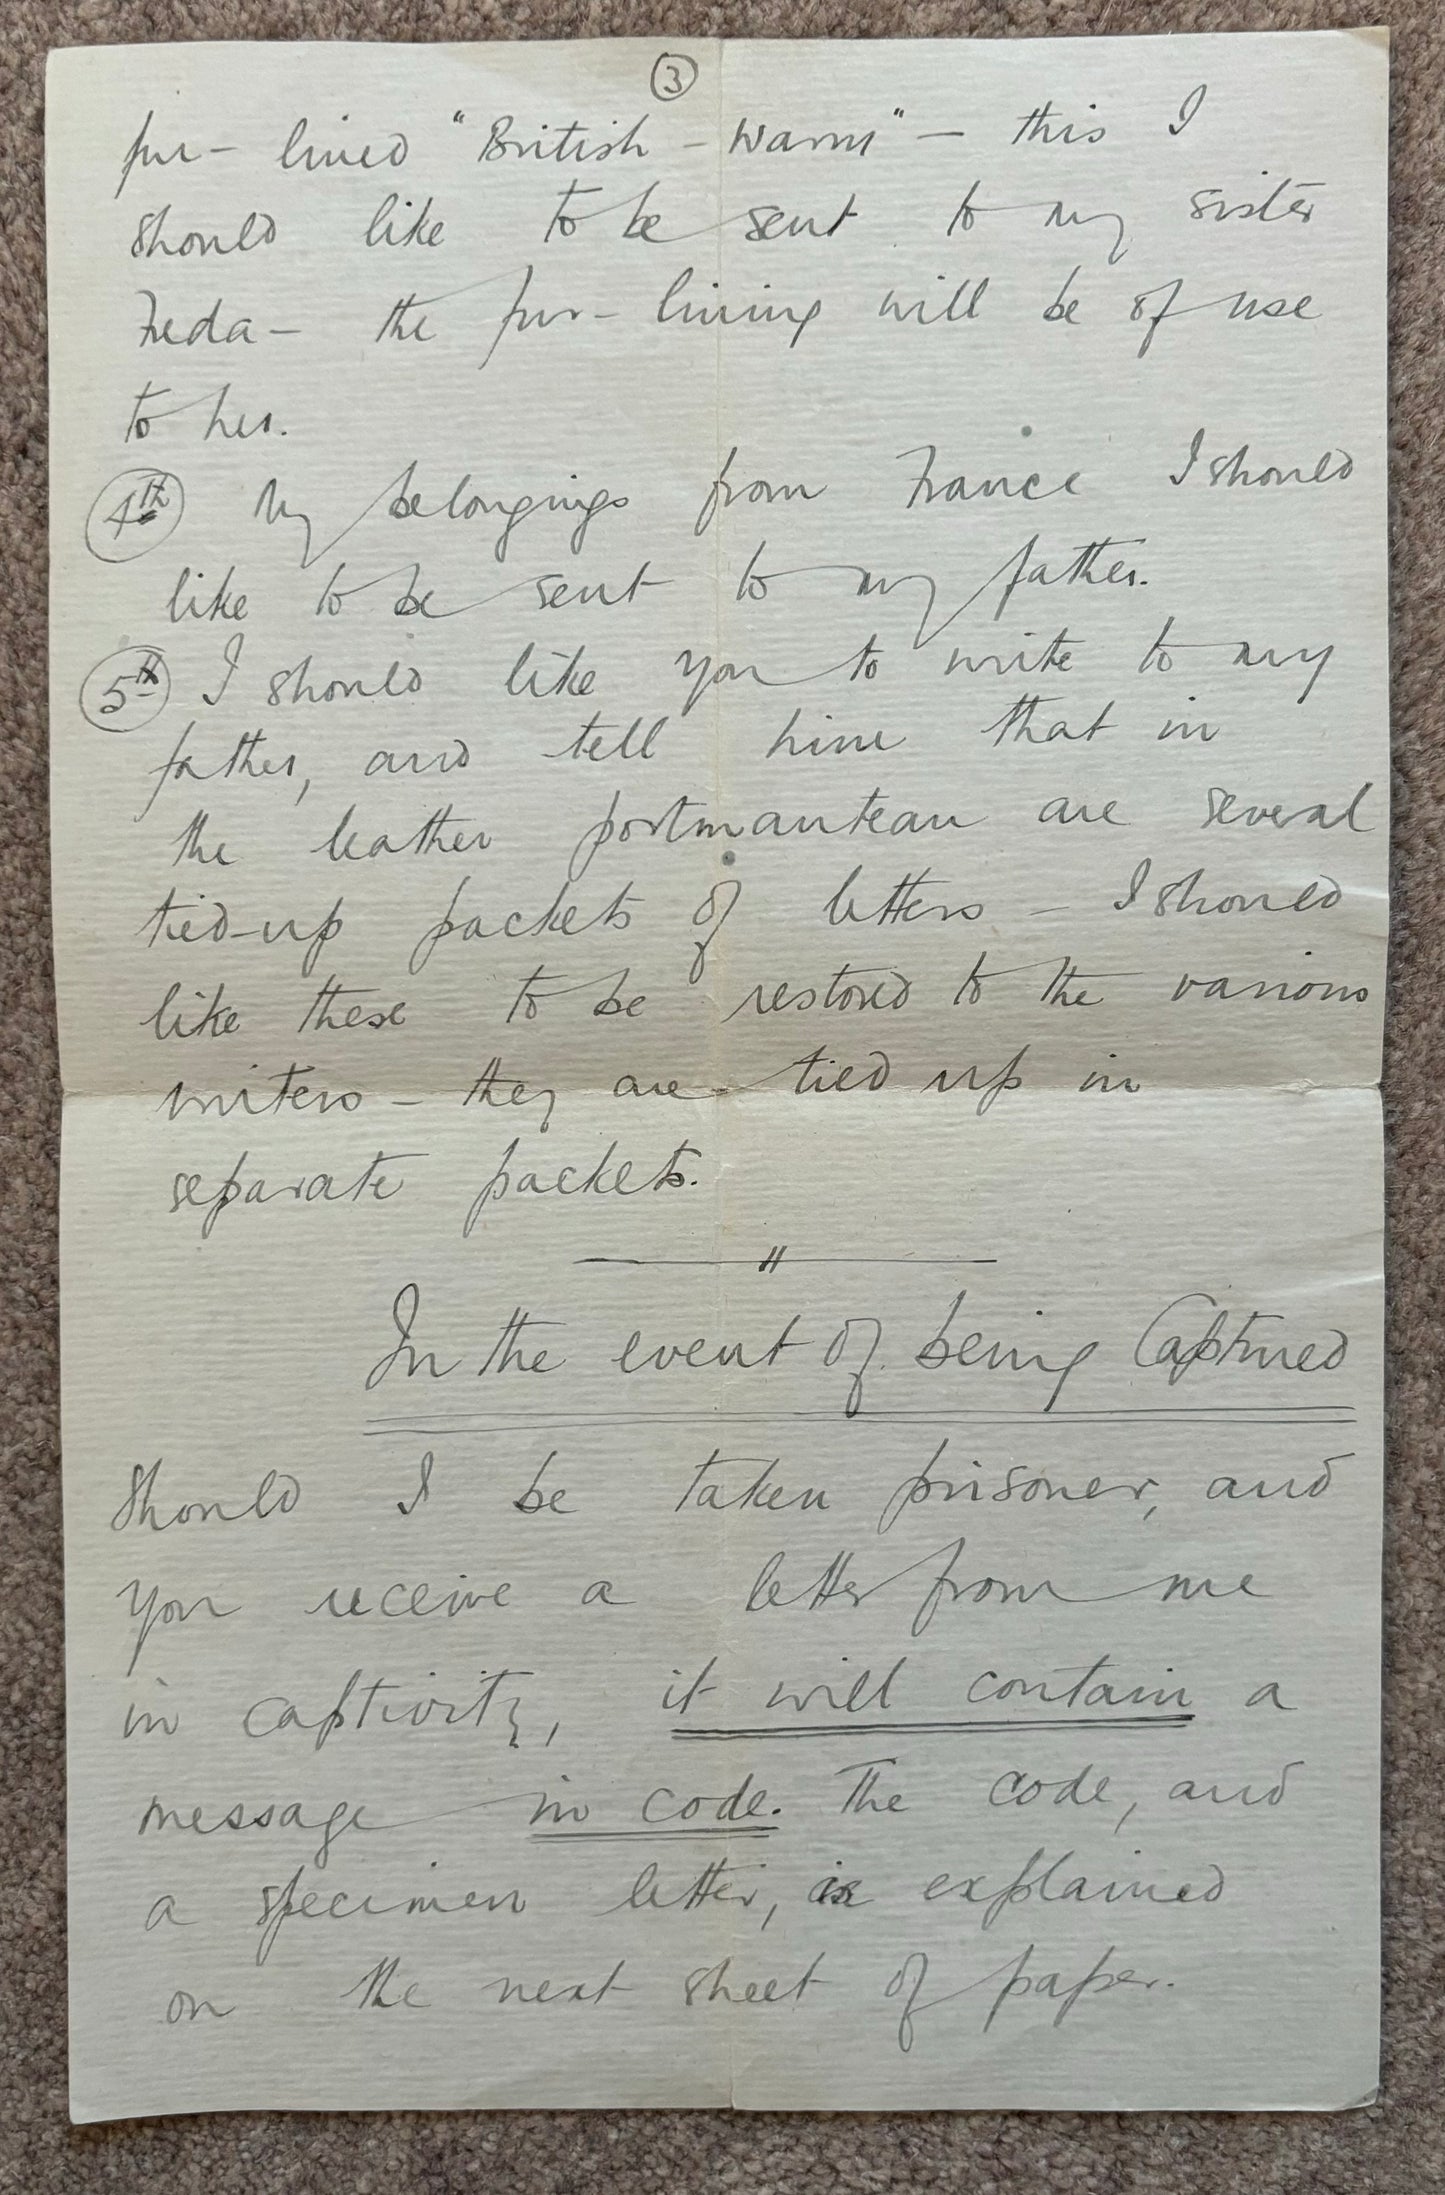 ③
fur-lined "British-Warm" - this I
should like to be sent to my sister
Freda - the fur-lining will be of use
to her.
4th My belongings from France I should
like to be sent to my father.
5th I should like you to write to my
father, and tell him that in
the leather portmanteau are several
tied-up packets of letters - I should
like these to be restored to the various
writers - they are tied up in
separate packets.
In the event of being Captured
Should I be taken prisoner, and
you receive a letter from me
in captivity, it will contain a
message in code. The code, and
a specimen letter, is explained
on the next sheet of paper.